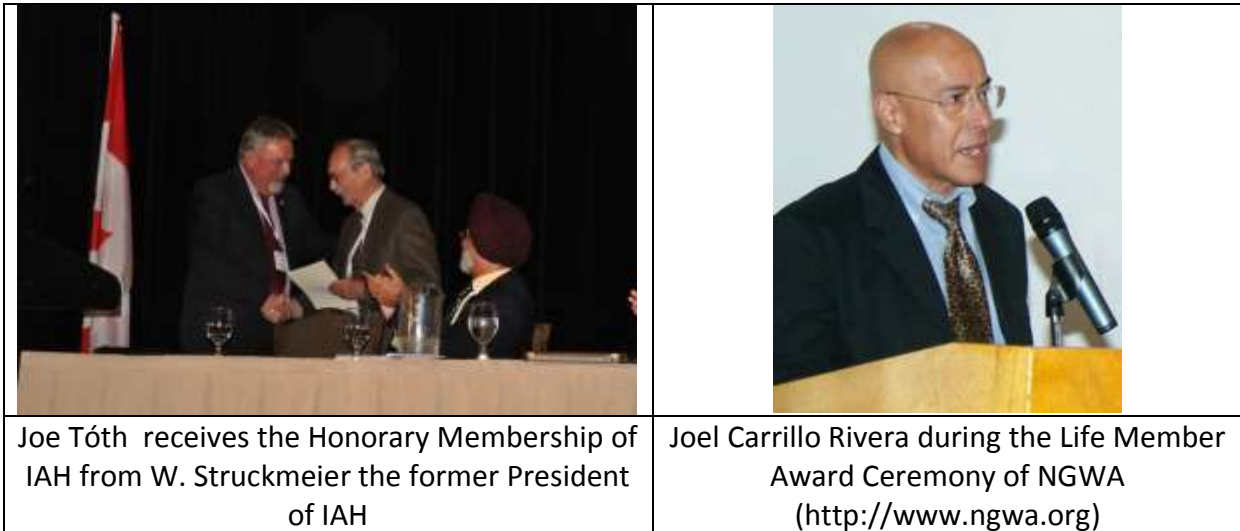 Joe Tóth  receives the Honorary Membership of
IAH from W. Struckmeier the former President
of IAH
Joel Carrillo Rivera during the Life Member
Award Ceremony of NGWA
(http://www.ngwa.org)